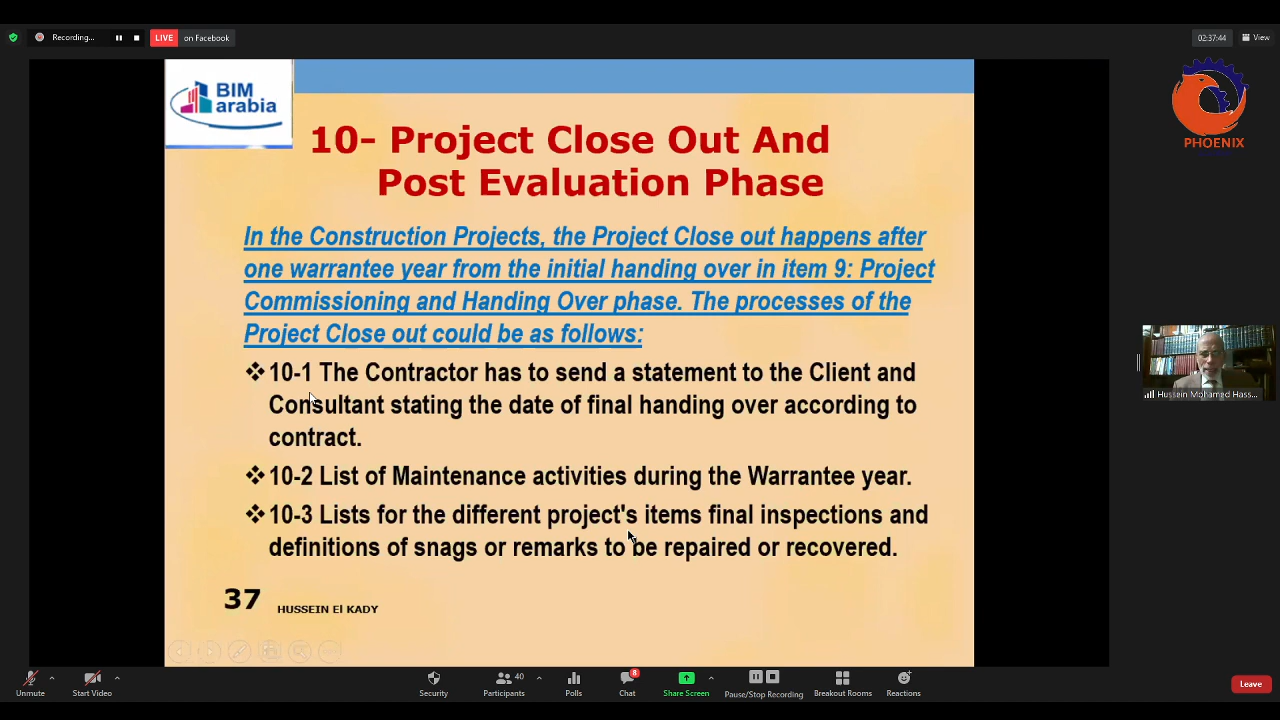 Recording...
LIVE
on Facebook
02:37:44
View
BIM
arabia
PHOENIX
10- Project Close Out And
Post Evaluation Phase
In the Construction Projects, the Project Close out happens after
one warrantee year from the initial handing over in item 9: Project
Commissioning and Handing Over phase. The processes of the
Project Close out could be as follows:
❖10-1 The Contractor has to send a statement to the Client and
Consultant stating the date of final handing over according to
contract.
❖10-2 List of Maintenance activities during the Warrantee year.
❖10-3 Lists for the different project's items final inspections and
definitions of snags or remarks to be repaired or recovered.
Hussein Mohamed Hass...
37
HUSSEIN El KADY
Unmute
Start Video
Security
Participants
40
Polls
Chat
8
Share Screen
Pause/Stop Recording
Breakout Rooms
Reactions
Leave